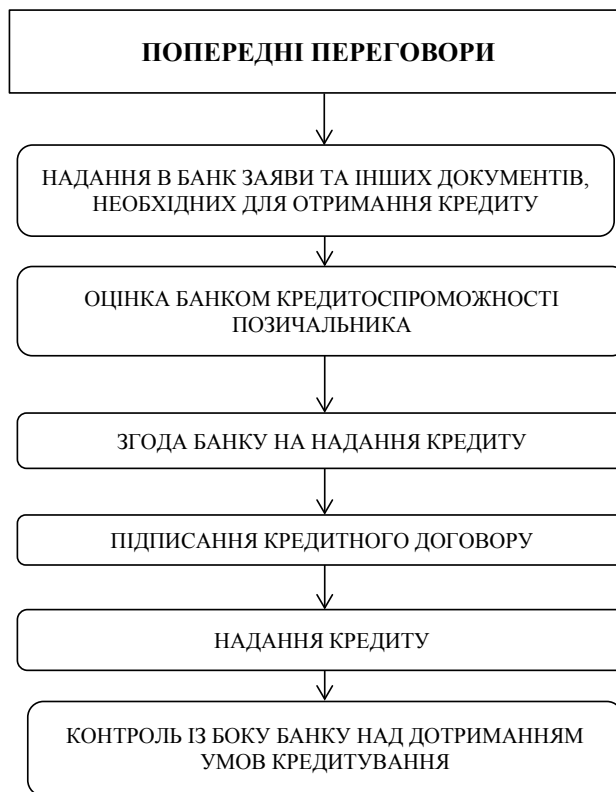 ПОПЕРЕДНІ ПЕРЕГОВОРИ
НАДАННЯ В БАНК ЗАЯВИ ТА ІНШИХ ДОКУМЕНТІВ,
НЕОБХІДНИХ ДЛЯ ОТРИМАННЯ КРЕДИТУ
ОЦІНКА БАНКОМ КРЕДИТОСПРОМОЖНОСТІ
ПОЗИЧАЛЬНИКА
ЗГОДА БАНКУ НА НАДАННЯ КРЕДИТУ
ПІДПИСАННЯ КРЕДИТНОГО ДОГОВОРУ
НАДАННЯ КРЕДИТУ
КОНТРОЛЬ ІЗ БОКУ БАНКУ НАД ДОТРИМАННЯМ
УМОВ КРЕДИТУВАННЯ